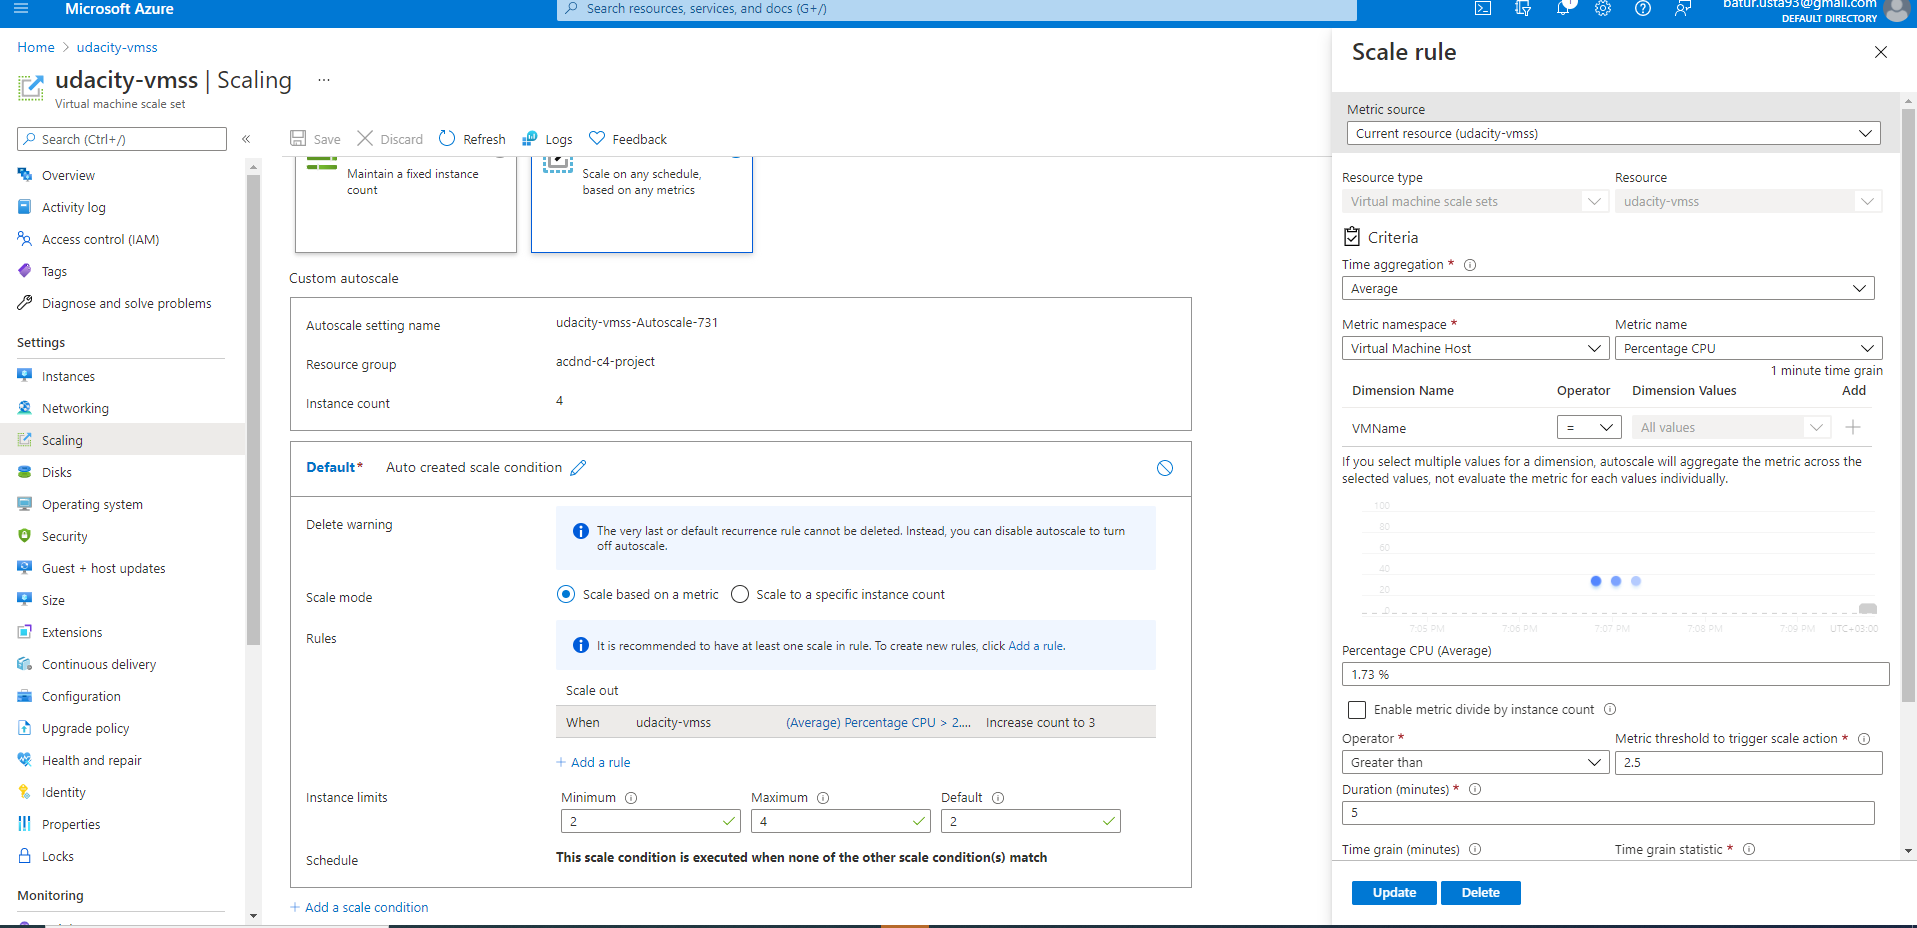 Microsoft Azure
Search resources, services, and docs (G+/)
batur.usta93@gmail.com
DEFAULT DIRECTORY
Home > udacity-vmss
udacity-vmss | Scaling ...
Virtual machine scale set
Search (Ctrl+/)
«
Overview
Activity log
Access control (IAM)
Tags
Diagnose and solve problems
Settings
Instances
Networking
Scaling
Disks
Operating system
Security
Guest + host updates
Size
Extensions
Continuous delivery
Configuration
Upgrade policy
Health and repair
Identity
Properties
Locks
Monitoring
Save Discard Refresh Logs Feedback
Maintain a fixed instance
count
Scale on any schedule,
based on any metrics
Custom autoscale
Autoscale setting name udacity-vmss-Autoscale-731
Resource group acdnd-c4-project
Instance count 4
Default* Auto created scale condition
Delete warning
The very last or default recurrence rule cannot be deleted. Instead, you can disable autoscale to turn
off autoscale.
Scale mode Scale based on a metric Scale to a specific instance count
Rules
It is recommended to have at least one scale in rule. To create new rules, click Add a rule.
Scale out
When udacity-vmss (Average) Percentage CPU > 2.... Increase count to 3
+ Add a rule
Instance limits
Minimum Maximum Default
2 4 2
Schedule This scale condition is executed when none of the other scale condition(s) match
+ Add a scale condition
Scale rule
Metric source
Current resource (udacity-vmss)
Resource type Resource
Virtual machine scale sets udacity-vmss
Criteria
Time aggregation *
Average
Metric namespace * Metric name
Virtual Machine Host Percentage CPU
1 minute time grain
Dimension Name Operator Dimension Values Add
VMName = All values +
If you select multiple values for a dimension, autoscale will aggregate the metric across the
selected values, not evaluate the metric for each values individually.
100
80
60
40
20
0
7:05 PM 7:06 PM 7:07 PM 7:08 PM 7:09 PM UTC+03:00
Percentage CPU (Average)
1.73 %
Enable metric divide by instance count
Operator * Metric threshold to trigger scale action *
Greater than 2.5
Duration (minutes) *
5
Time grain (minutes) Time grain statistic *
Update Delete